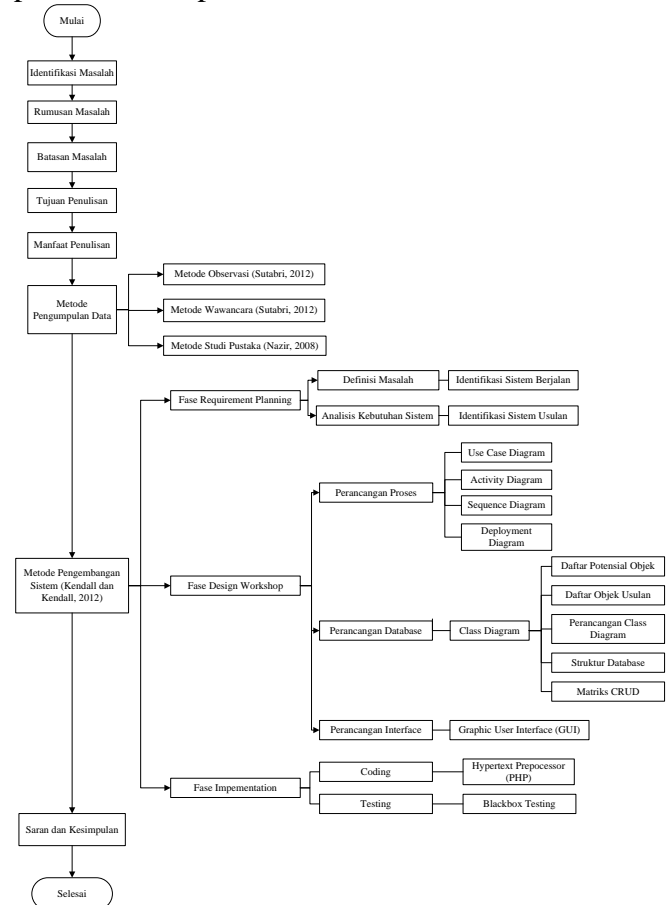 Mulai
Identifikasi Masalah
Rumusan Masalah
Batasan Masalah
Tujuan Penulisan
Manfaat Penulisan
Metode
Pengumpulan Data
Metode Observasi (Sutabri, 2012)
Metode Wawancara (Sutabri, 2012)
Metode Studi Pustaka (Nazir, 2008)
Metode Pengembangan
Sistem (Kendall dan
Kendall, 2012)
Fase Requirement Planning
Definisi Masalah
Identifikasi Sistem Berjalan
Analisis Kebutuhan Sistem
Identifikasi Sistem Usulan
Fase Design Workshop
Perancangan Proses
Use Case Diagram
Activity Diagram
Sequence Diagram
Deployment
Diagram
Perancangan Database
Class Diagram
Daftar Potensial Objek
Daftar Objek Usulan
Perancangan Class
Diagram
Struktur Database
Matriks CRUD
Perancangan Interface
Graphic User Interface (GUI)
Fase Impementation
Coding
Hypertext Prepocessor
(PHP)
Testing
Blackbox Testing
Saran dan Kesimpulan
Selesai